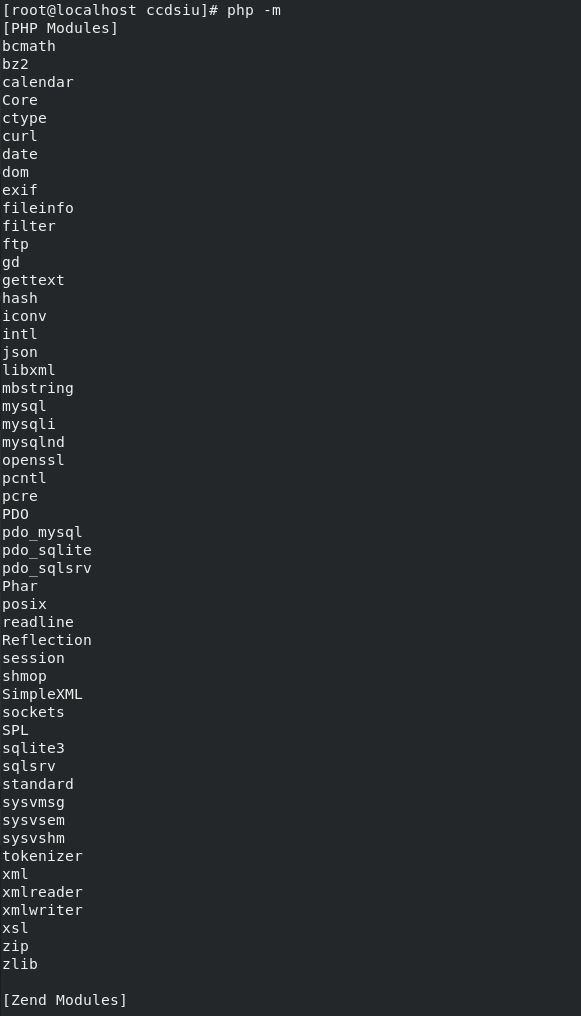 [root@localhost ccdsiu]# php -m
[PHP Modules]
bcmath
bz2
calendar
Core
ctype
curl
date
dom
exif
fileinfo
filter
ftp
gd
gettext
hash
iconv
intl
json
libxml
mbstring
mysql
mysqli
mysqlnd
openssl
pcntl
pcre
PDO
pdo_mysql
pdo_sqlite
pdo_sqlsrv
Phar
posix
readline
Reflection
session
shmop
SimpleXML
sockets
SPL
sqlite3
sqlsrv
standard
sysvmsg
sysvsem
sysvshm
tokenizer
xml
xmlreader
xmlwriter
xsl
zip
zlib
[Zend Modules]